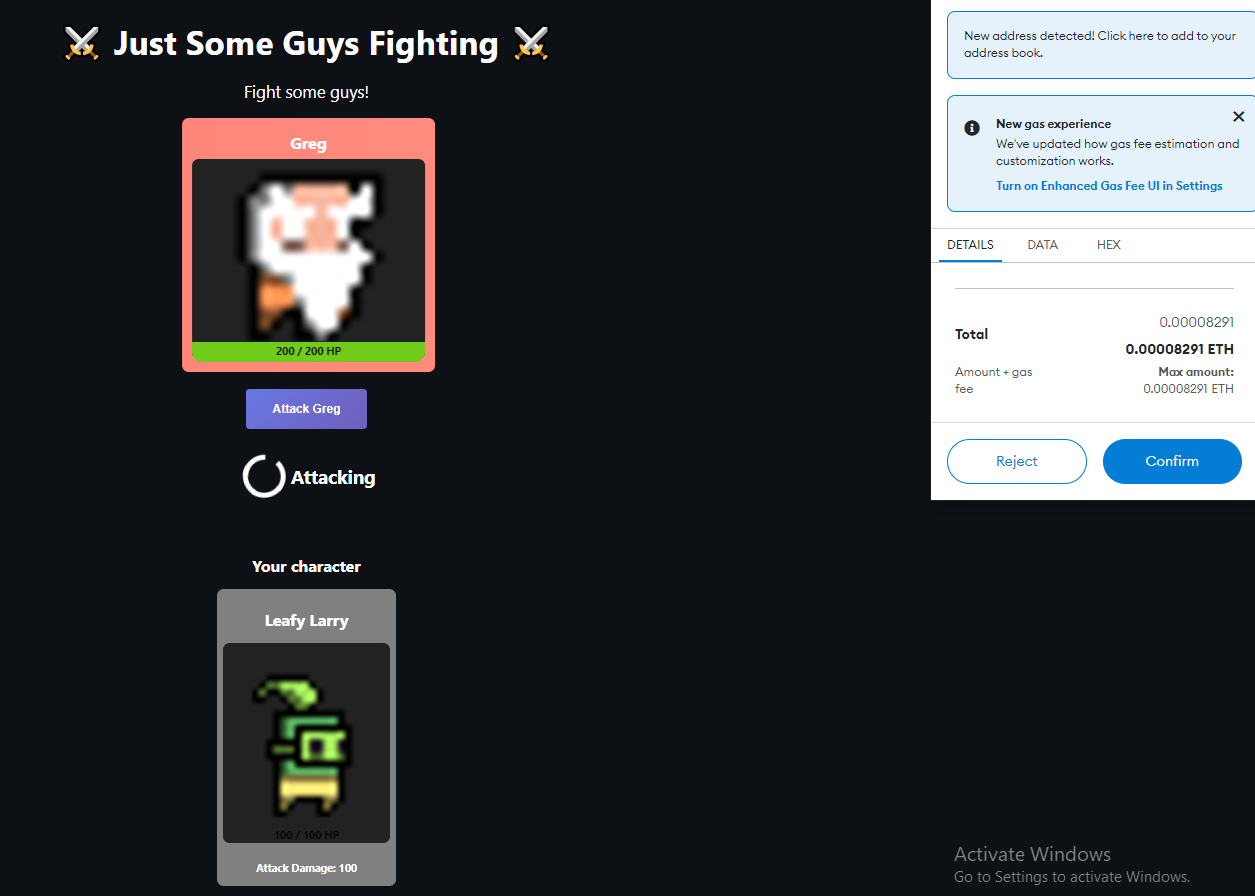 Just Some Guys Fighting
Fight some guys!
Greg
200 / 200 HP
Attack Greg
Attacking
Your character
Leafy Larry
100 / 100 HP
Attack Damage: 100
New address detected! Click here to add to your
address book.
New gas experience
We've updated how gas fee estimation and
customization works.
Turn on Enhanced Gas Fee UI in Settings
DETAILS DATA HEX
0.00008291
Total
0.00008291 ETH
Amount + gas
fee
Max amount:
0.00008291 ETH
Reject Confirm
Activate Windows
Go to Settings to activate Windows.